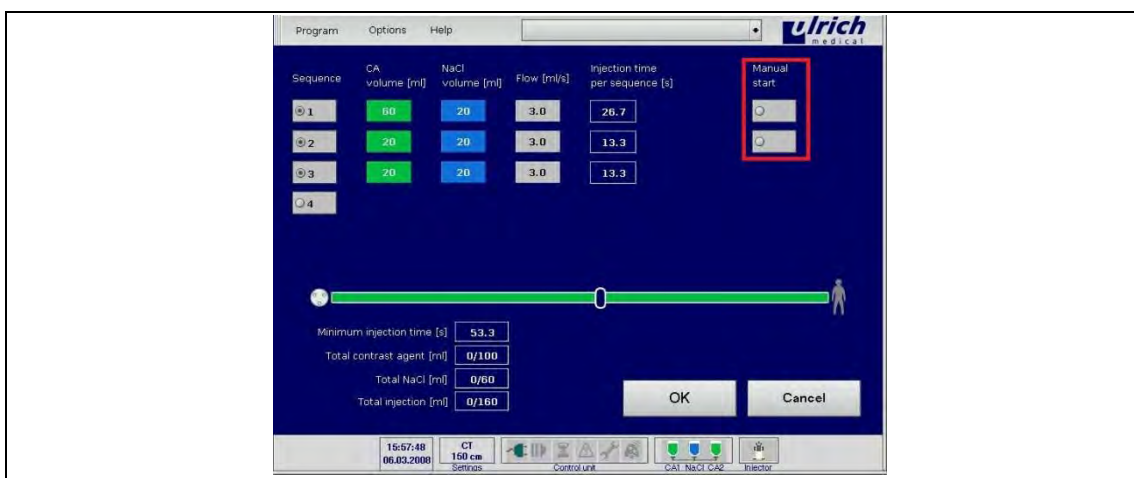 Program Options Help
ulrich
medical
Sequence CA volume [ml] NaCl volume [ml] Flow [ml/s] Injection time per sequence [s] Manual start
1 60 20 3.0 26.7
2 20 20 3.0 13.3
3 20 20 3.0 13.3
4
Minimum injection time [s] 53.3
Total contrast agent [ml] 0/100
Total NaCl [ml] 0/60
Total injection [ml] 0/160
OK Cancel
15:57:48 CT
06.03.2008 150 cm
Settings Control unit CA1 NaCl CA2 Injector